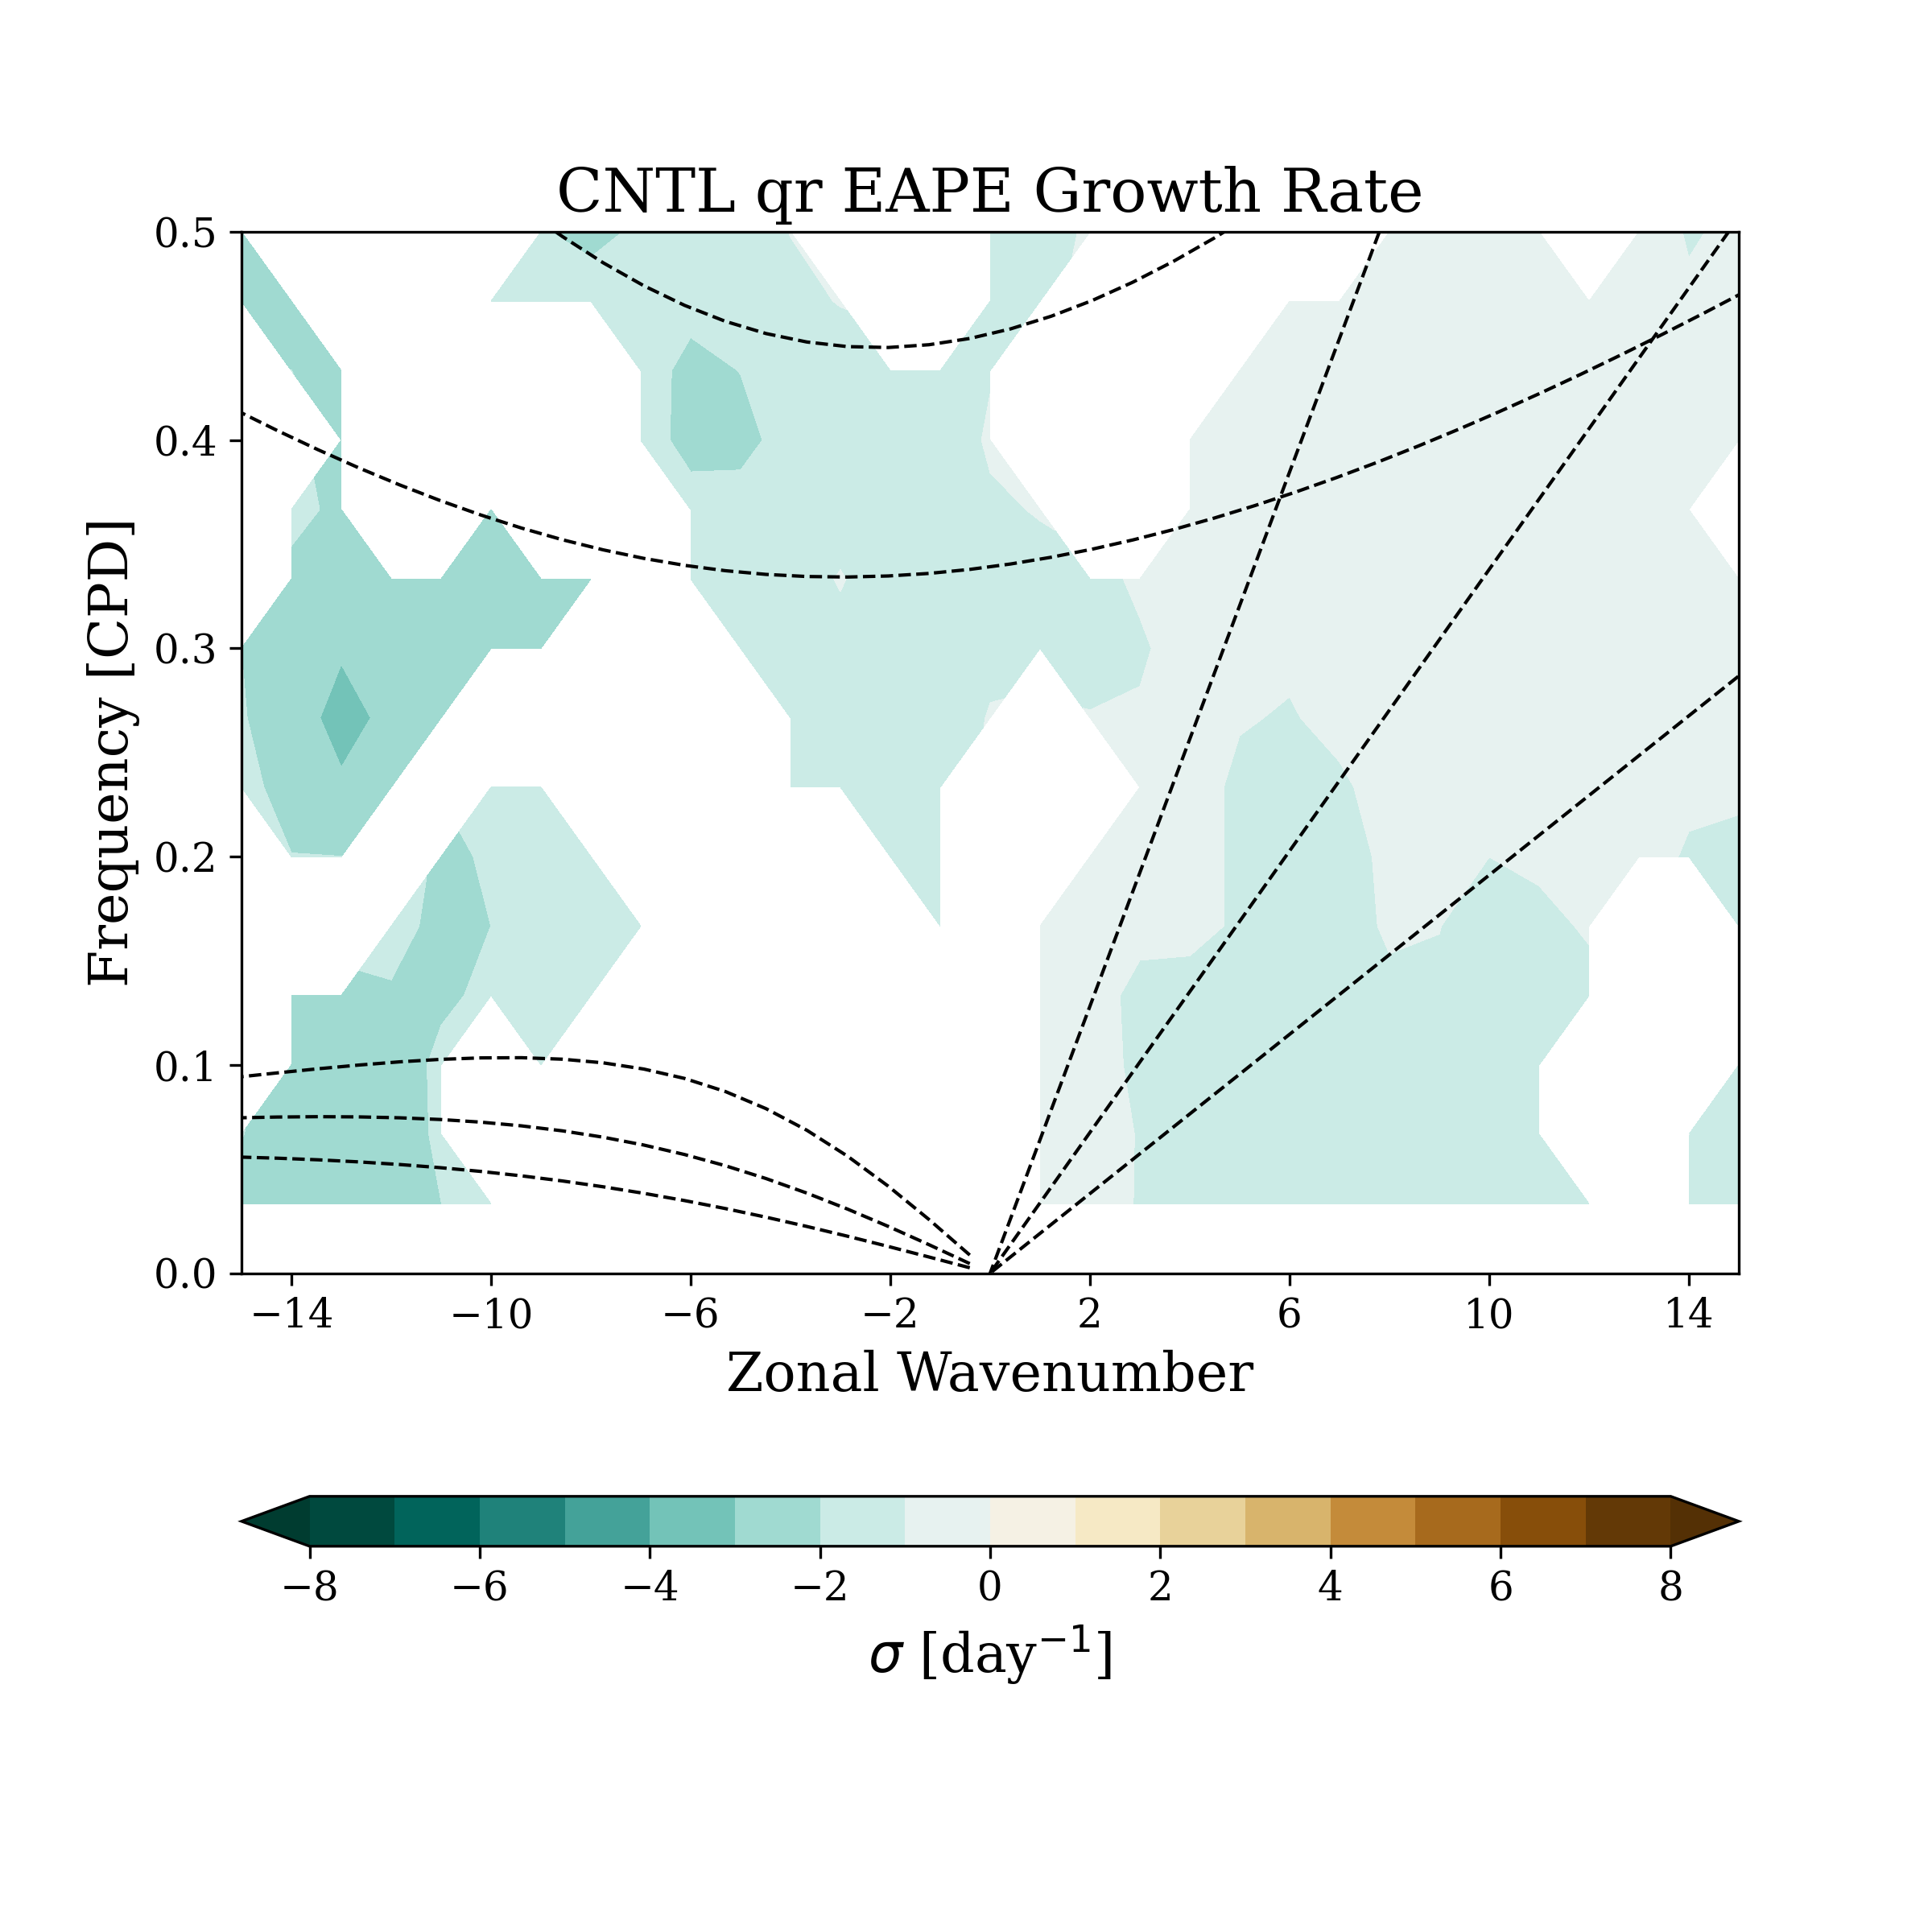 CNTL qr EAPE Growth Rate
Frequency [CPD]
0.5
0.4
0.3
0.2
0.1
0.0
−14 −10 −6 −2 2 6 10 14
Zonal Wavenumber
−8 −6 −4 −2 0 2 4 6 8
σ [day⁻¹]